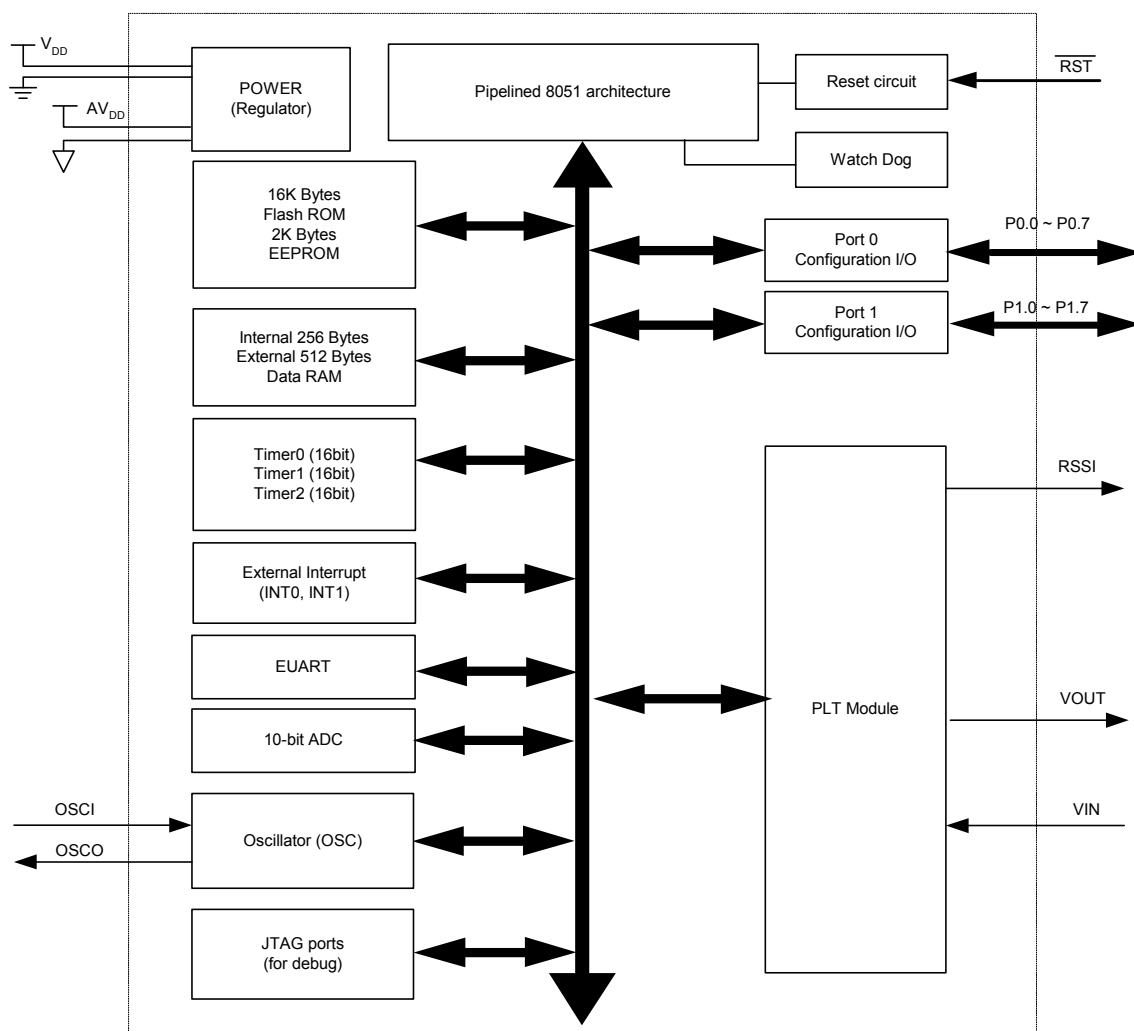 V_DD
AV_DD
POWER
(Regulator)
Pipelined 8051 architecture
Reset circuit
RST
Watch Dog
16K Bytes
Flash ROM
2K Bytes
EEPROM
Port 0
Configuration I/O
P0.0 ~ P0.7
Port 1
Configuration I/O
P1.0 ~ P1.7
Internal 256 Bytes
External 512 Bytes
Data RAM
Timer0 (16bit)
Timer1 (16bit)
Timer2 (16bit)
External Interrupt
(INT0, INT1)
EUART
10-bit ADC
OSCI
OSCO
Oscillator (OSC)
JTAG ports
(for debug)
PLT Module
RSSI
VOUT
VIN